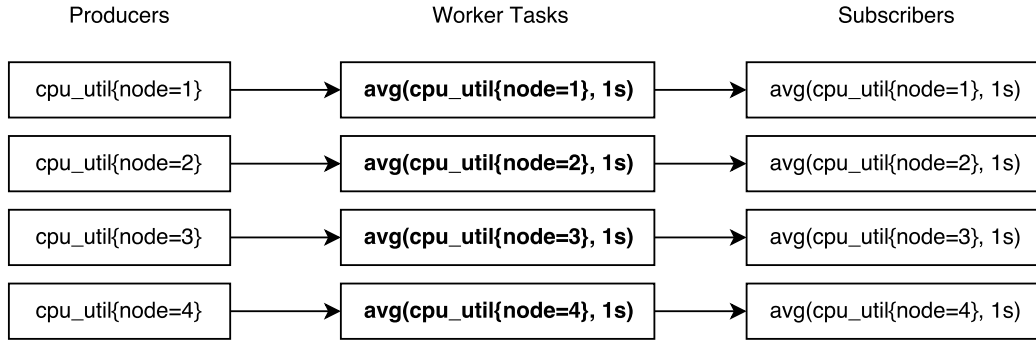 Producers Worker Tasks Subscribers
cpu_util{node=1} avg(cpu_util{node=1}, 1s) avg(cpu_util{node=1}, 1s)
cpu_util{node=2} avg(cpu_util{node=2}, 1s) avg(cpu_util{node=2}, 1s)
cpu_util{node=3} avg(cpu_util{node=3}, 1s) avg(cpu_util{node=3}, 1s)
cpu_util{node=4} avg(cpu_util{node=4}, 1s) avg(cpu_util{node=4}, 1s)